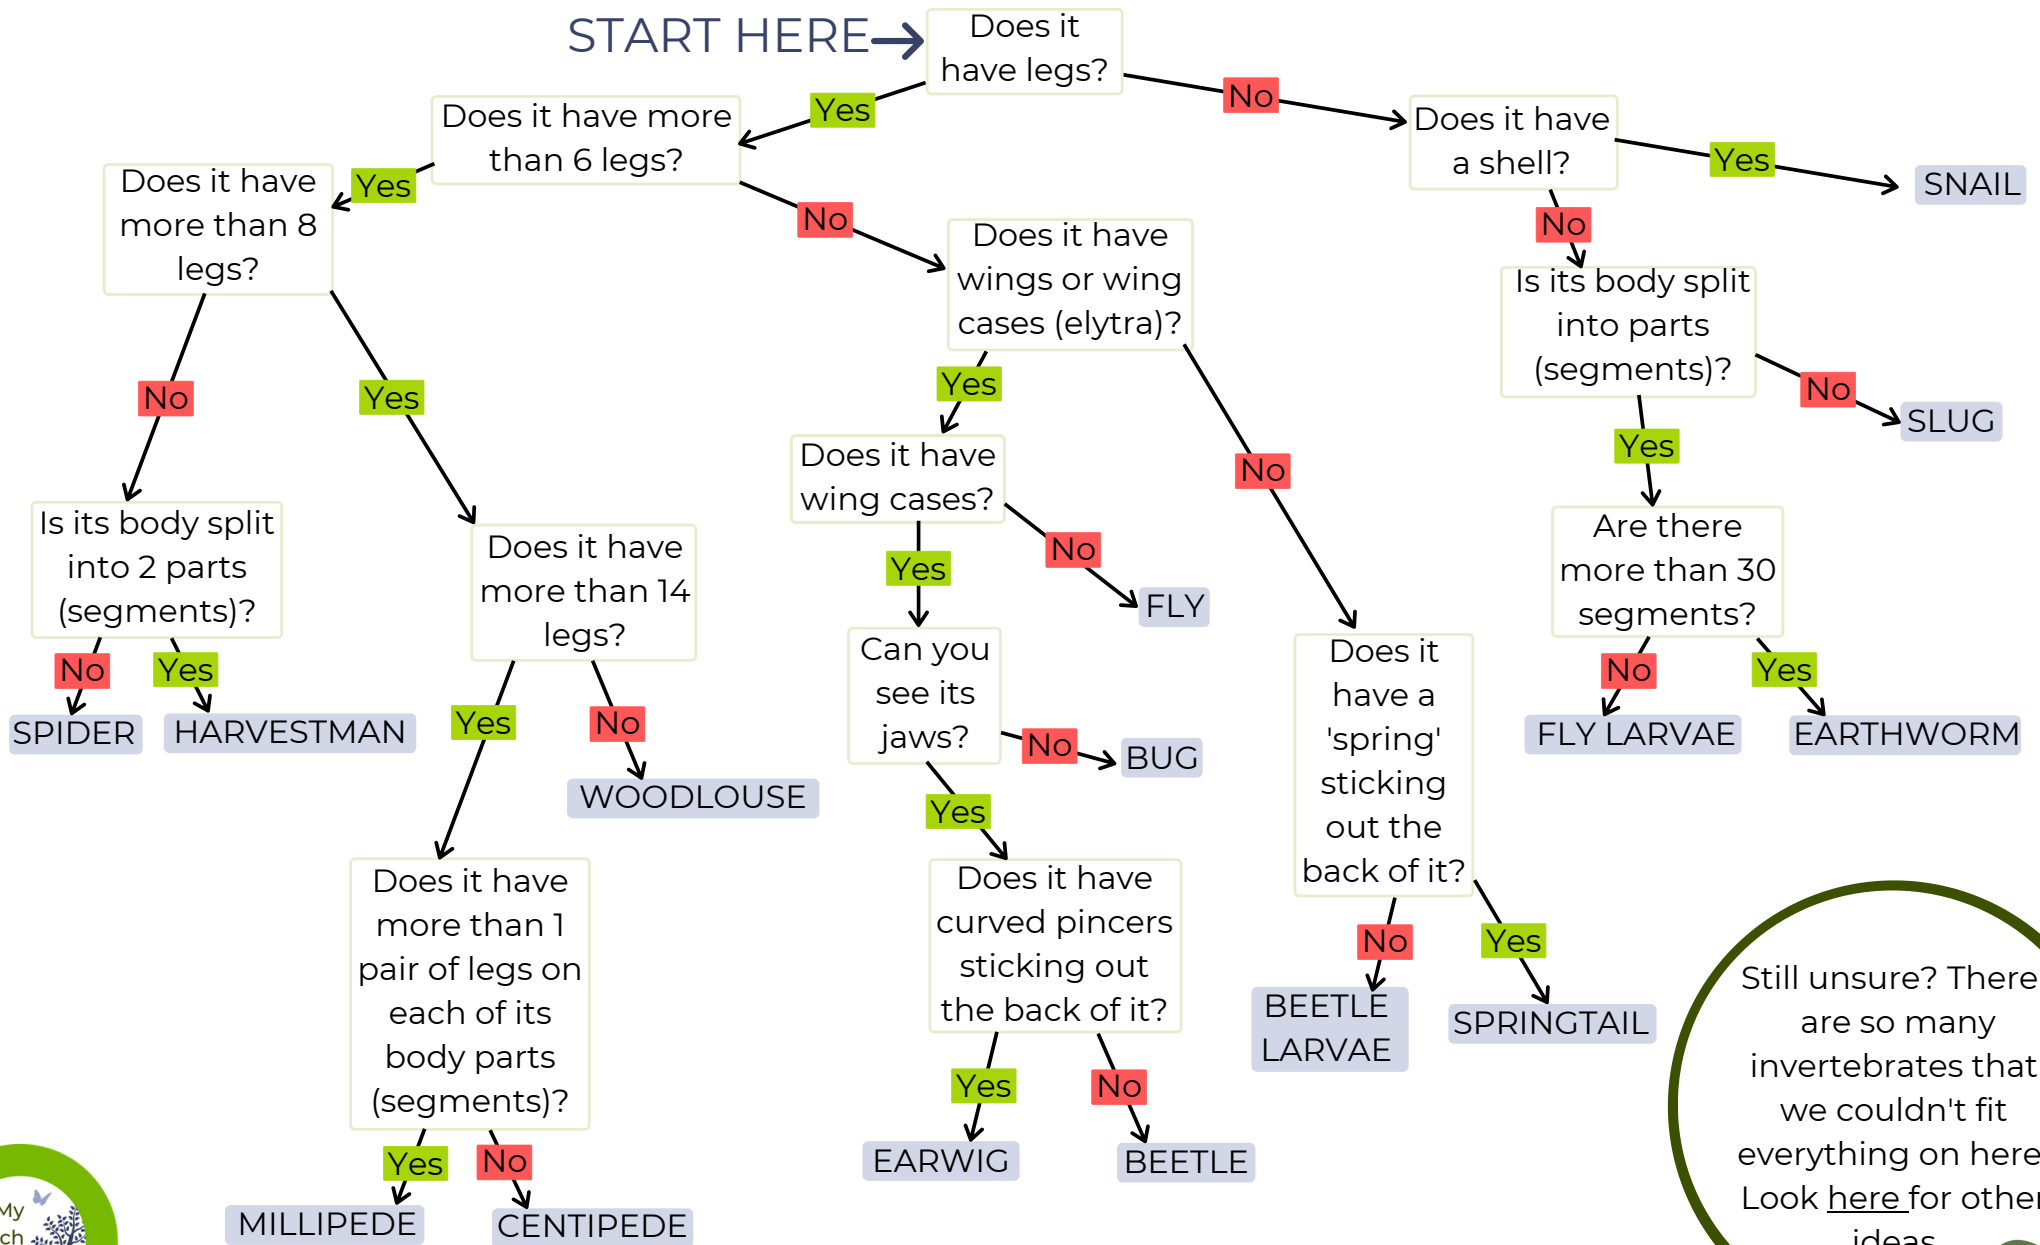 START HERE
Does it
have legs?
Yes
No
Does it have more
than 6 legs?
Does it have
a shell?
Yes
No
Yes
No
SNAIL
Does it have
more than 8
legs?
Does it have
wings or wing
cases (elytra)?
Is its body split
into parts
(segments)?
No
Yes
Yes
No
Yes
No
SLUG
Does it have
wing cases?
Is its body split
into 2 parts
(segments)?
Does it have
more than 14
legs?
Yes
No
FLY
Are there
more than 30
segments?
No
Yes
SPIDER
HARVESTMAN
Yes
No
WOODLOUSE
Can you
see its
jaws?
No
BUG
Yes
Does it
have a
'spring'
sticking
out the
back of it?
No
Yes
FLY LARVAE
EARTHWORM
Does it have
more than 1
pair of legs on
each of its
body parts
(segments)?
Does it have
curved pincers
sticking out
the back of it?
No
Yes
BEETLE
LARVAE
SPRINGTAIL
Yes
No
EARWIG
BEETLE
Yes
No
MILLIPEDE
CENTIPEDE
Still unsure? There
are so many
invertebrates that
we couldn't fit
everything on here
Look here for other
ideas
My
ch